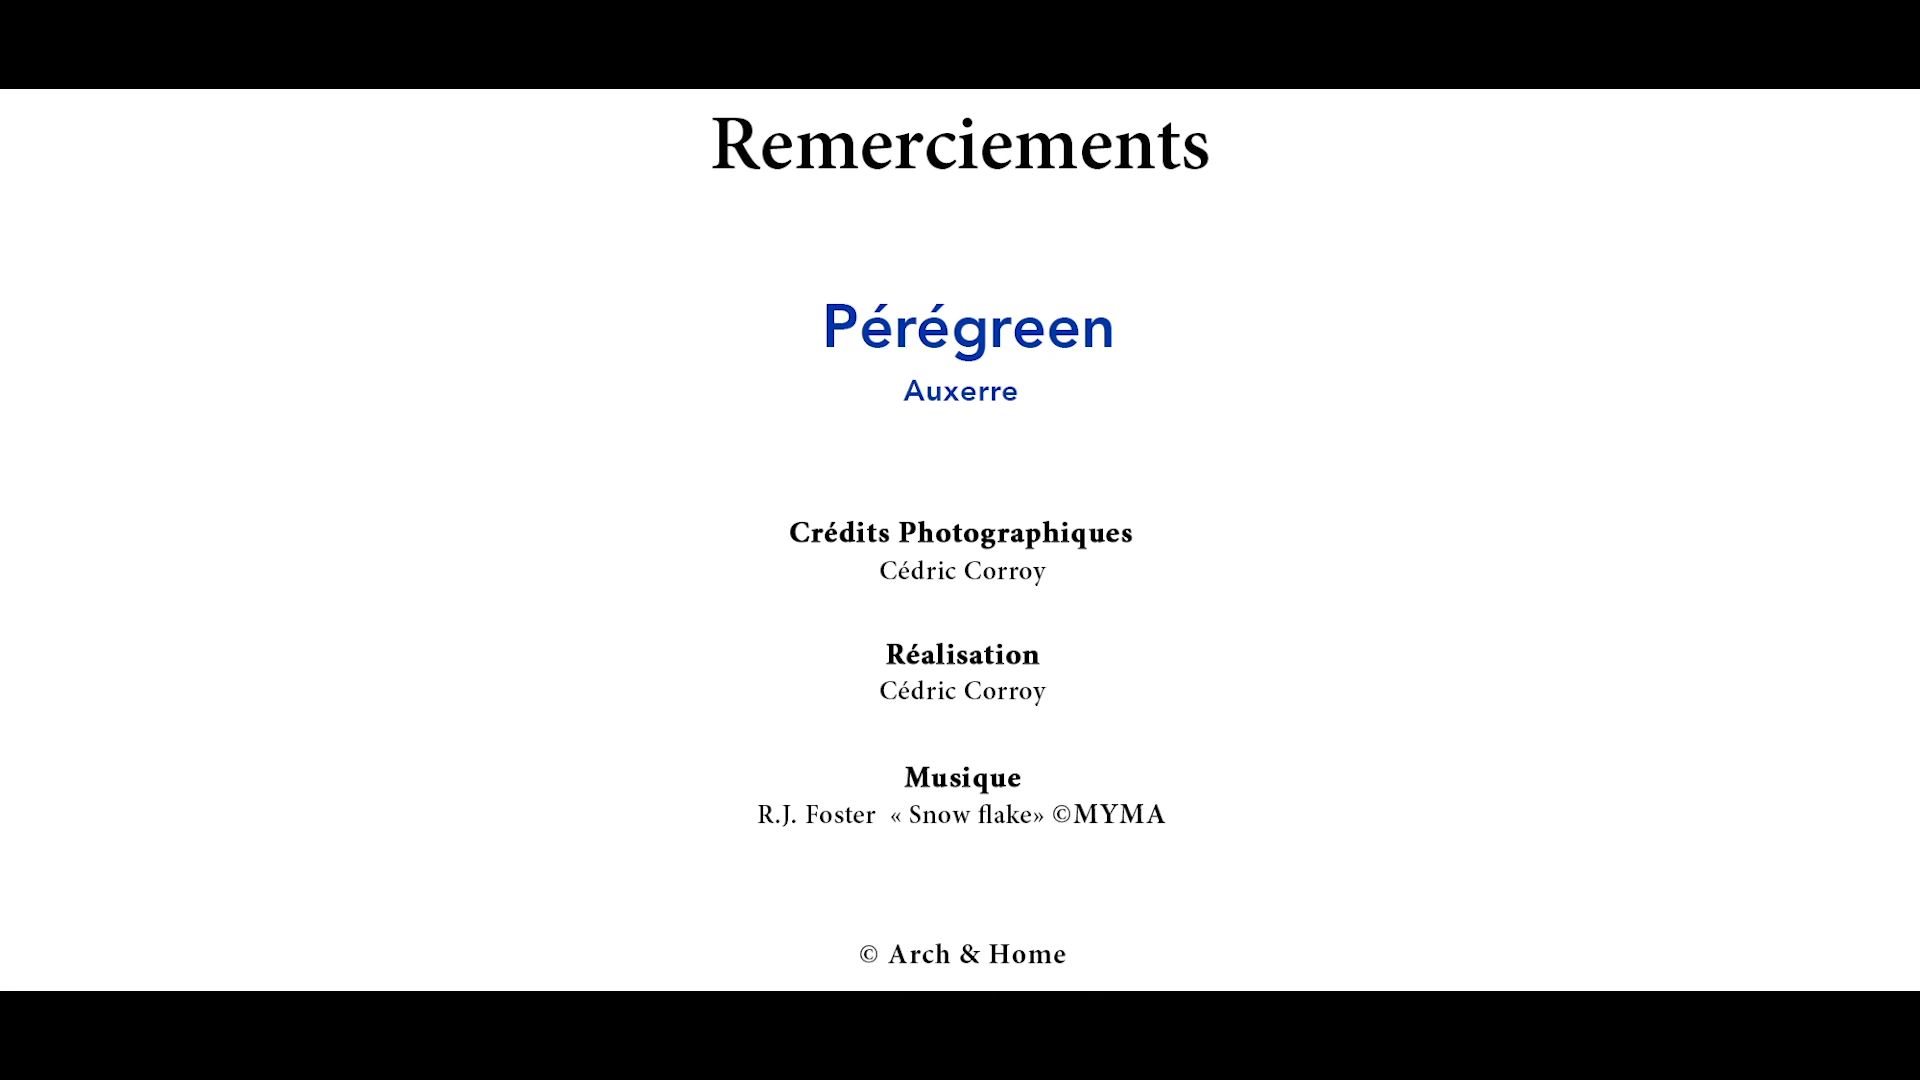 Remerciements
Pérégreen
Auxerre
Crédits Photographiques
Cédric Corroy
Réalisation
Cédric Corroy
Musique
R.J. Foster « Snow flake» ©MYMA
© Arch & Home